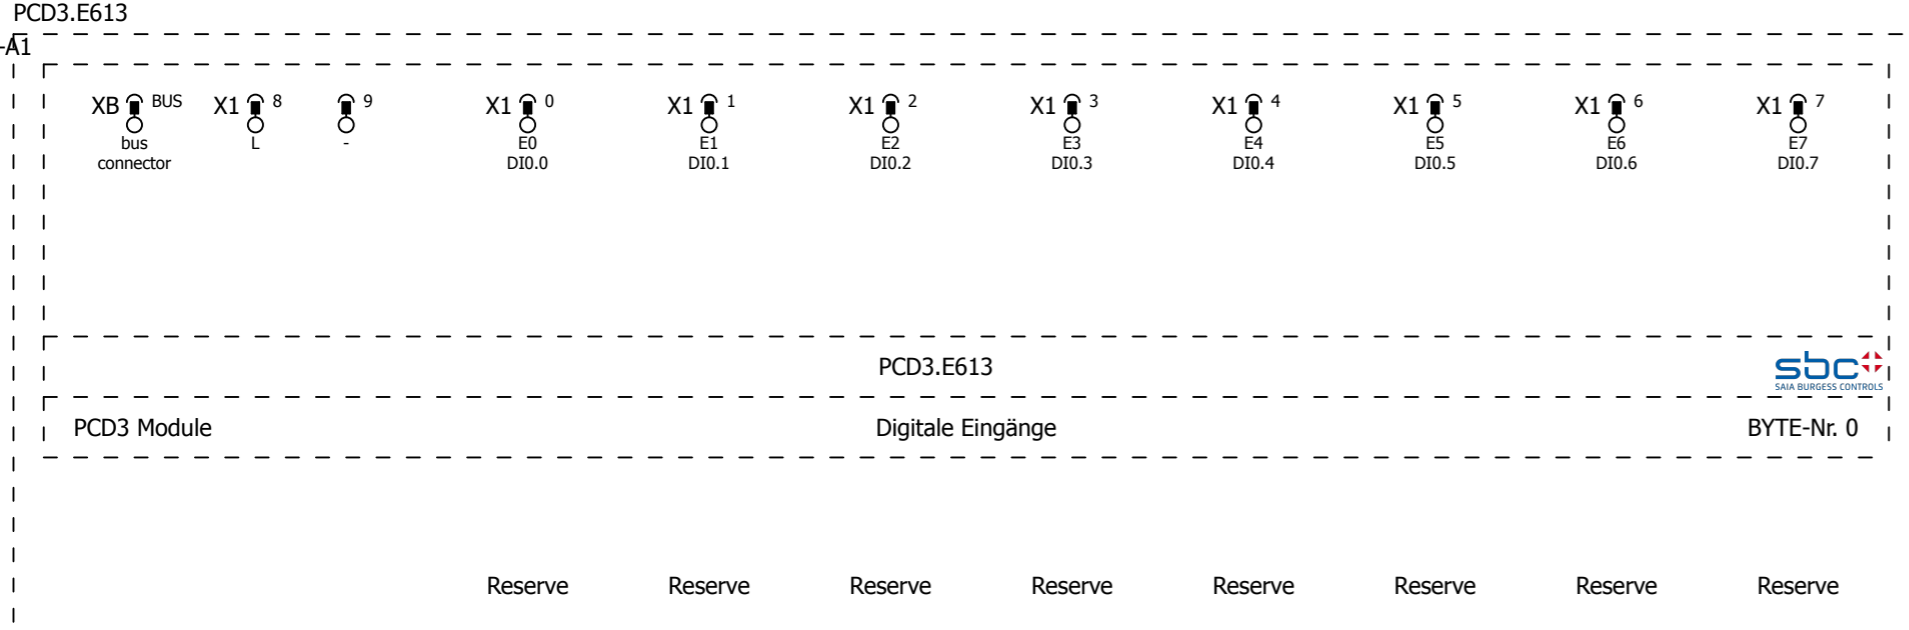 PCD3.E613
-A1
XB BUS X1 8 9 X1 0 X1 1 X1 2 X1 3 X1 4 X1 5 X1 6 X1 7
bus L - E0 E1 E2 E3 E4 E5 E6 E7
connector DI0.0 DI0.1 DI0.2 DI0.3 DI0.4 DI0.5 DI0.6 DI0.7
PCD3.E613 sbc
SAIA BURGESS CONTROLS
PCD3 Module Digitale Eingänge BYTE-Nr. 0
Reserve Reserve Reserve Reserve Reserve Reserve Reserve Reserve